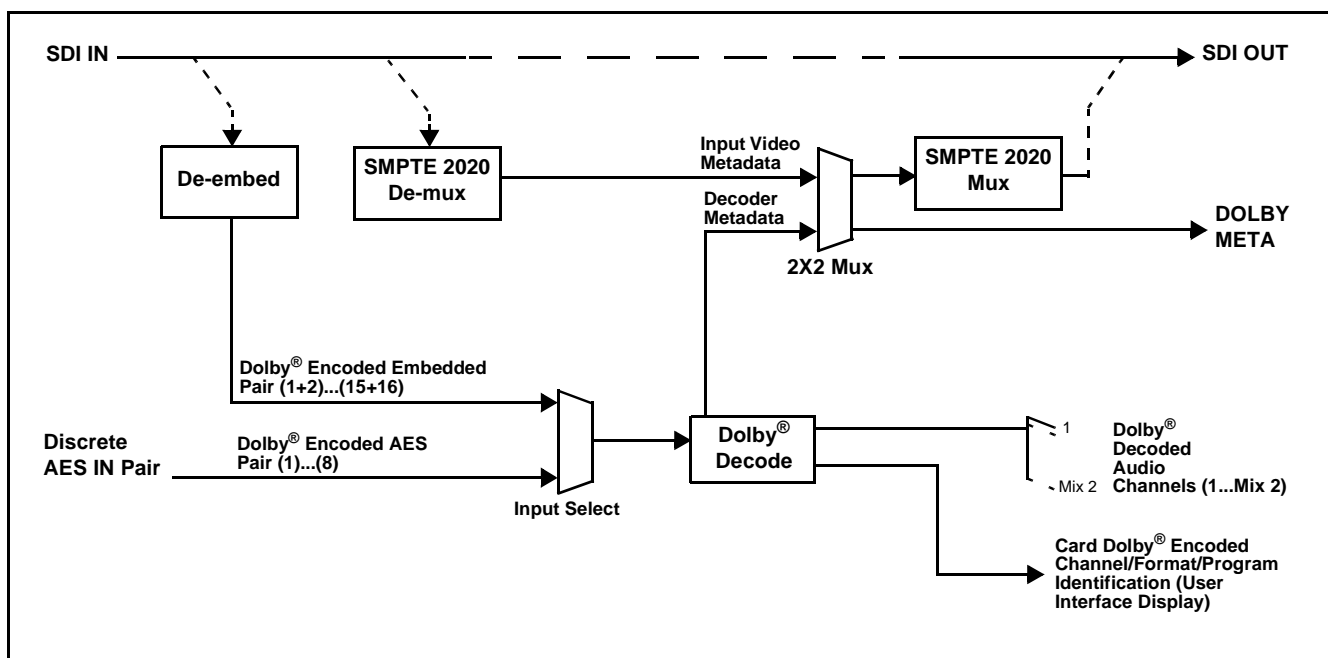 SDI IN
SDI OUT
De-embed
SMPTE 2020
De-mux
Input Video
Metadata
Decoder
Metadata
SMPTE 2020
Mux
2X2 Mux
DOLBY
META
Dolby® Encoded Embedded
Pair (1+2)...(15+16)
Discrete
AES IN Pair
Dolby® Encoded AES
Pair (1)...(8)
Input Select
Dolby®
Decode
1
Mix 2
Dolby®
Decoded
Audio
Channels (1...Mix 2)
Card Dolby® Encoded
Channel/Format/Program
Identification (User
Interface Display)